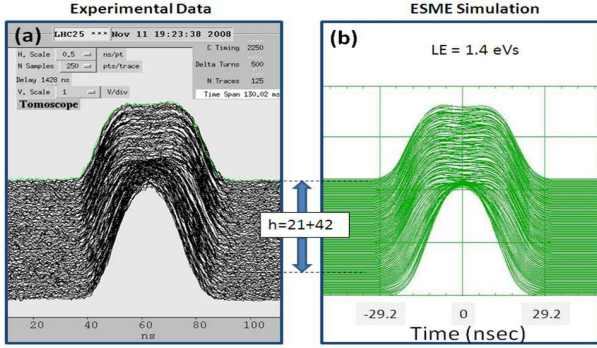 Experimental Data
ESME Simulation
(a)
LHC25 *** Nov 11 19:23:38 2008
H. Scale 0.5 ns/pt
N Samples 250 pts/trace
Delay 1428 ns
V. Scale 1 V/div
Tomoscope
C Timing 2250
Delta Turns 500
N Traces 125
Time Span 130.02 ms
20 40 60 80 100
ns
h=21+42
(b)
LE = 1.4 eVs
-29.2 0 29.2
Time (nsec)